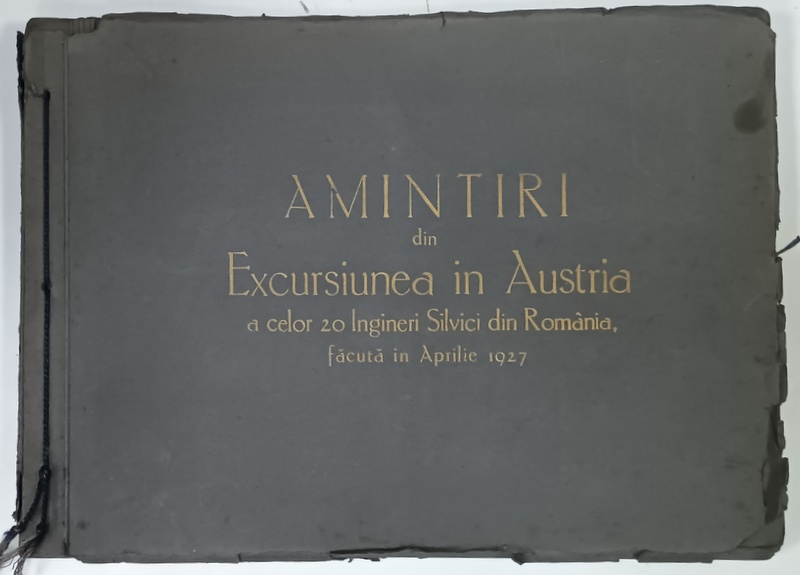 AMINTIRI
din
Excursiunea in Austria
a celor 20 Ingineri Silvici din România,
făcută in Aprilie 1927